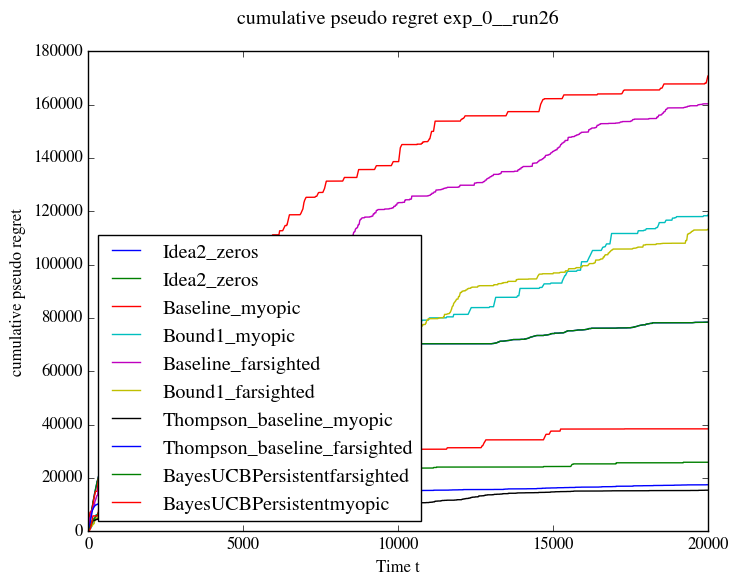 cumulative pseudo regret exp_0__run26
180000
160000
140000
120000
100000
80000
60000
40000
20000
0
cumulative pseudo regret
Idea2_zeros
Idea2_zeros
Baseline_myopic
Bound1_myopic
Baseline_farsighted
Bound1_farsighted
Thompson_baseline_myopic
Thompson_baseline_farsighted
BayesUCBPersistentfarsighted
BayesUCBPersistentmyopic
0 5000 10000 15000 20000
Time t